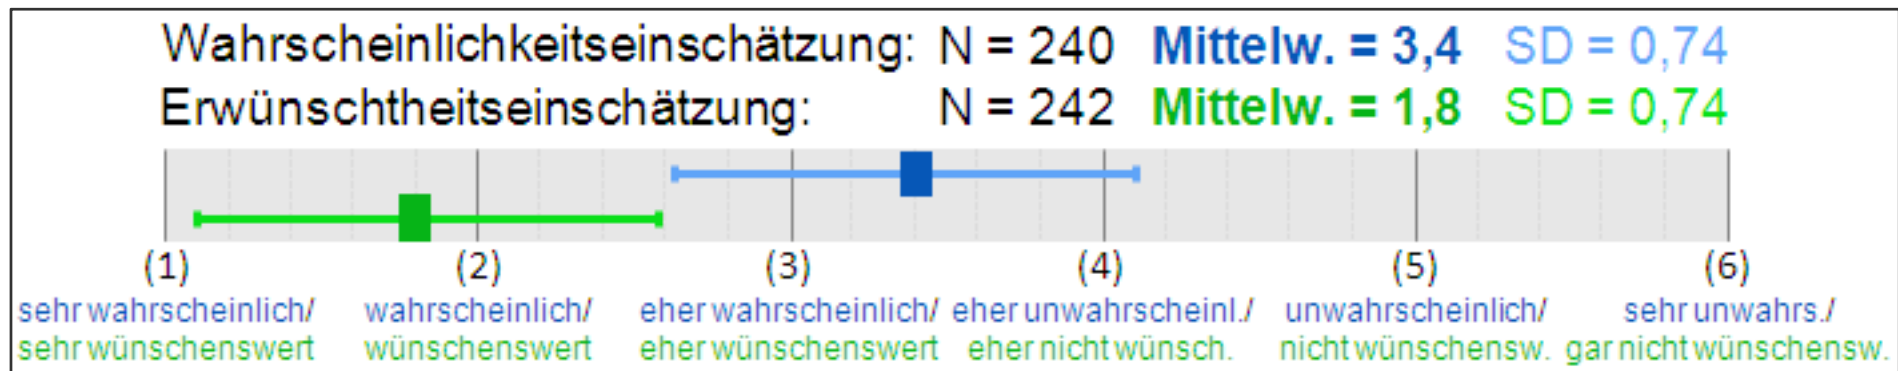 Wahrscheinlichkeitseinschätzung: N = 240 Mittelw. = 3,4 SD = 0,74
Erwünschtheitseinschätzung: N = 242 Mittelw. = 1,8 SD = 0,74
(1) (2) (3) (4) (5) (6)
sehr wahrscheinlich/ wahrscheinlich/ eher wahrscheinlich/ eher unwahrscheinl./ unwahrscheinlich/ sehr unwahrs./
sehr wünschenswert wünschenswert eher wünschenswert eher nicht wünsch. nicht wünschensw. gar nicht wünschensw.